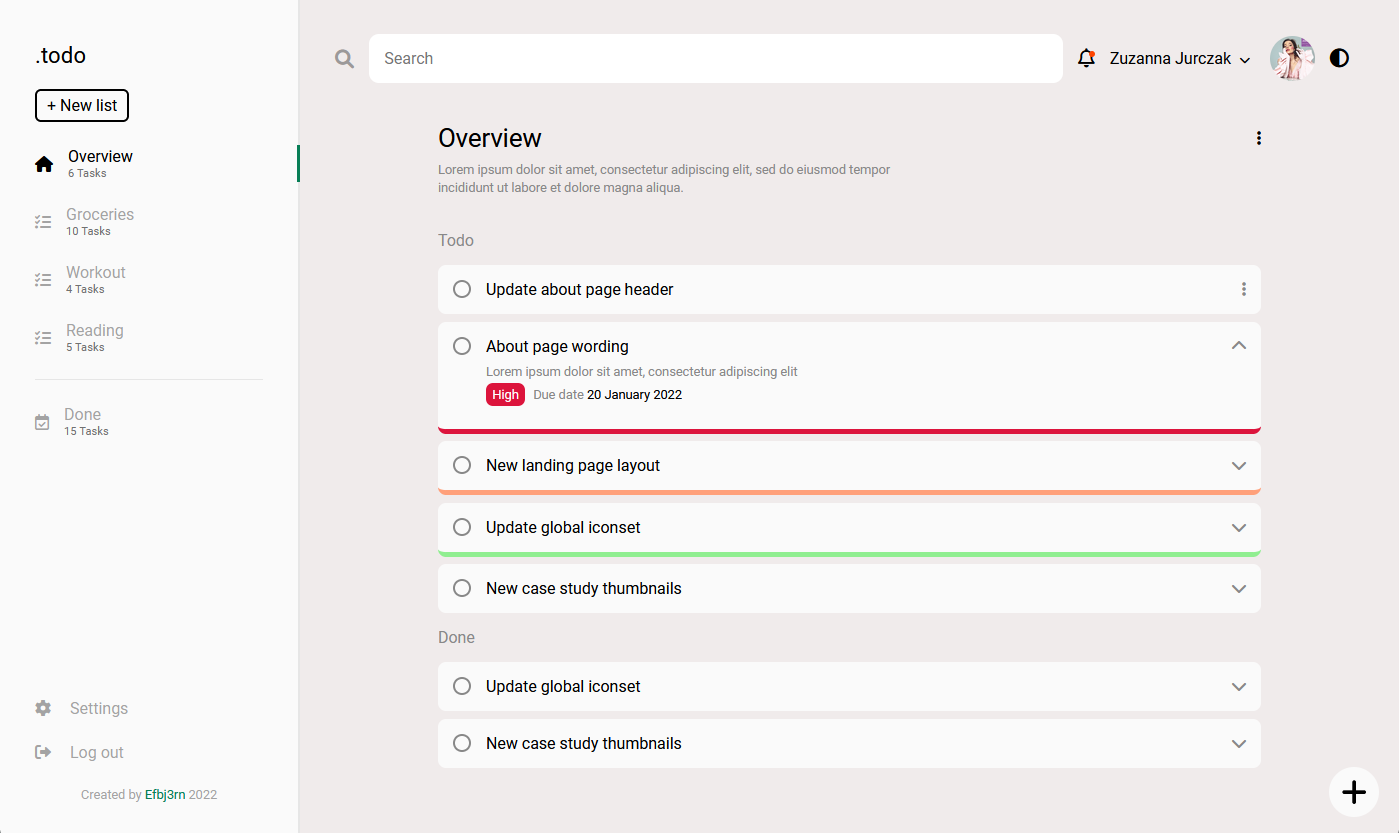 .todo
+ New list
Overview
6 Tasks
Groceries
10 Tasks
Workout
4 Tasks
Reading
5 Tasks
Done
15 Tasks
Settings
Log out
Created by Efbj3rn 2022
Search
Zuzanna Jurczak
Overview
Lorem ipsum dolor sit amet, consectetur adipiscing elit, sed do eiusmod tempor
incididunt ut labore et dolore magna aliqua.
Todo
Update about page header
About page wording
Lorem ipsum dolor sit amet, consectetur adipiscing elit
High Due date 20 January 2022
New landing page layout
Update global iconset
New case study thumbnails
Done
Update global iconset
New case study thumbnails